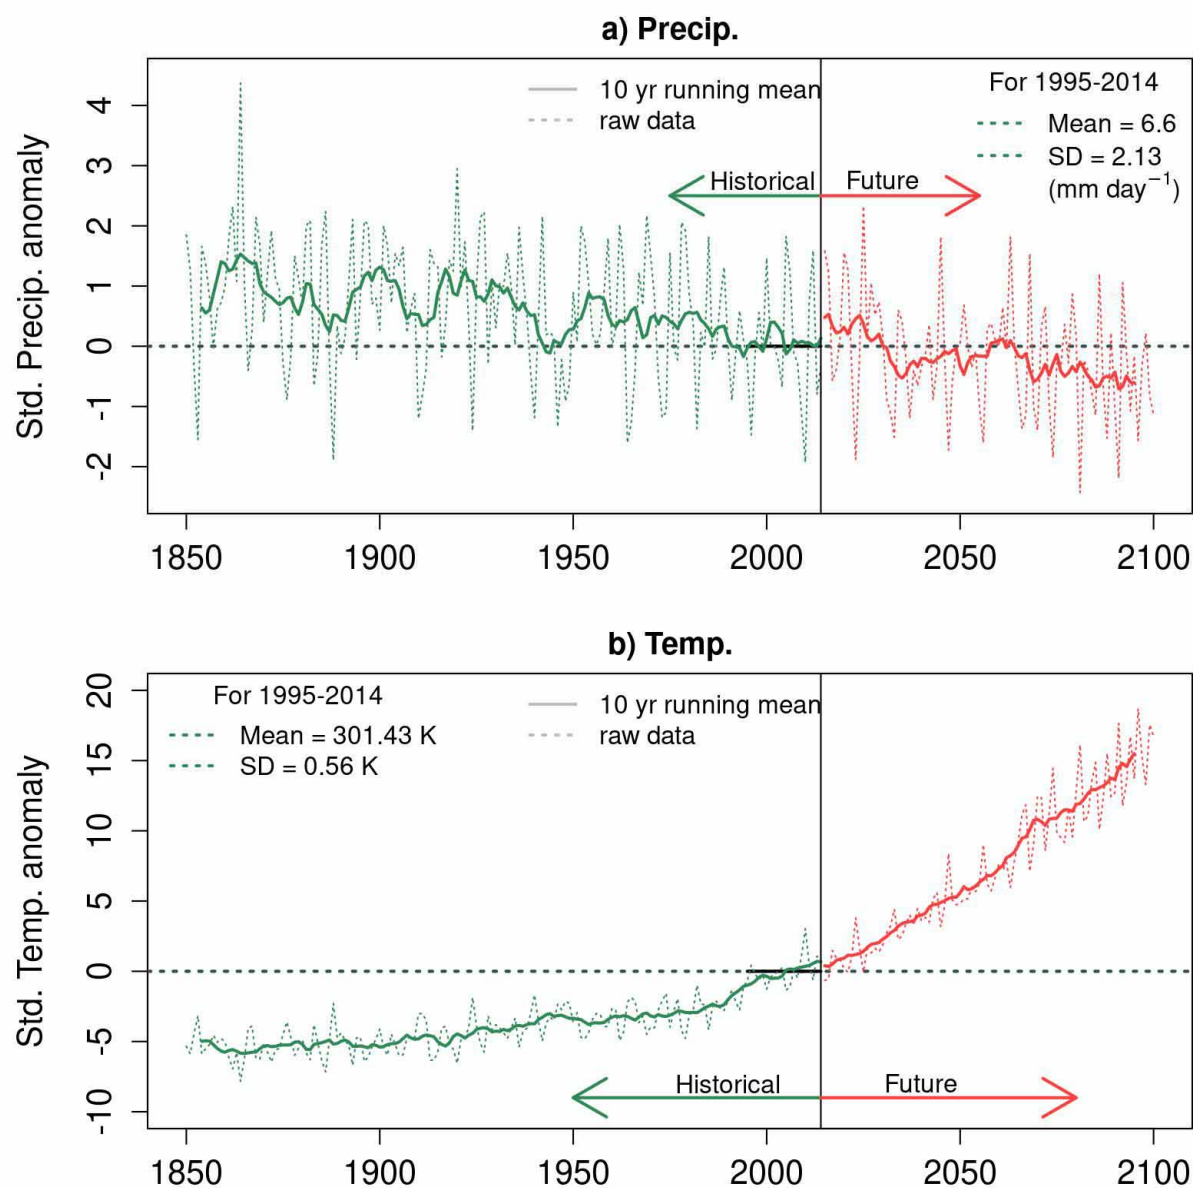 a) Precip.
Std. Precip. anomaly
4
3
2
1
0
-1
-2
10 yr running mean
raw data
For 1995-2014
Mean = 6.6
SD = 2.13
(mm day⁻¹)
Historical
Future
1850 1900 1950 2000 2050 2100
b) Temp.
Std. Temp. anomaly
20
15
10
5
0
-5
-10
For 1995-2014
Mean = 301.43 K
SD = 0.56 K
10 yr running mean
raw data
Historical
Future
1850 1900 1950 2000 2050 2100